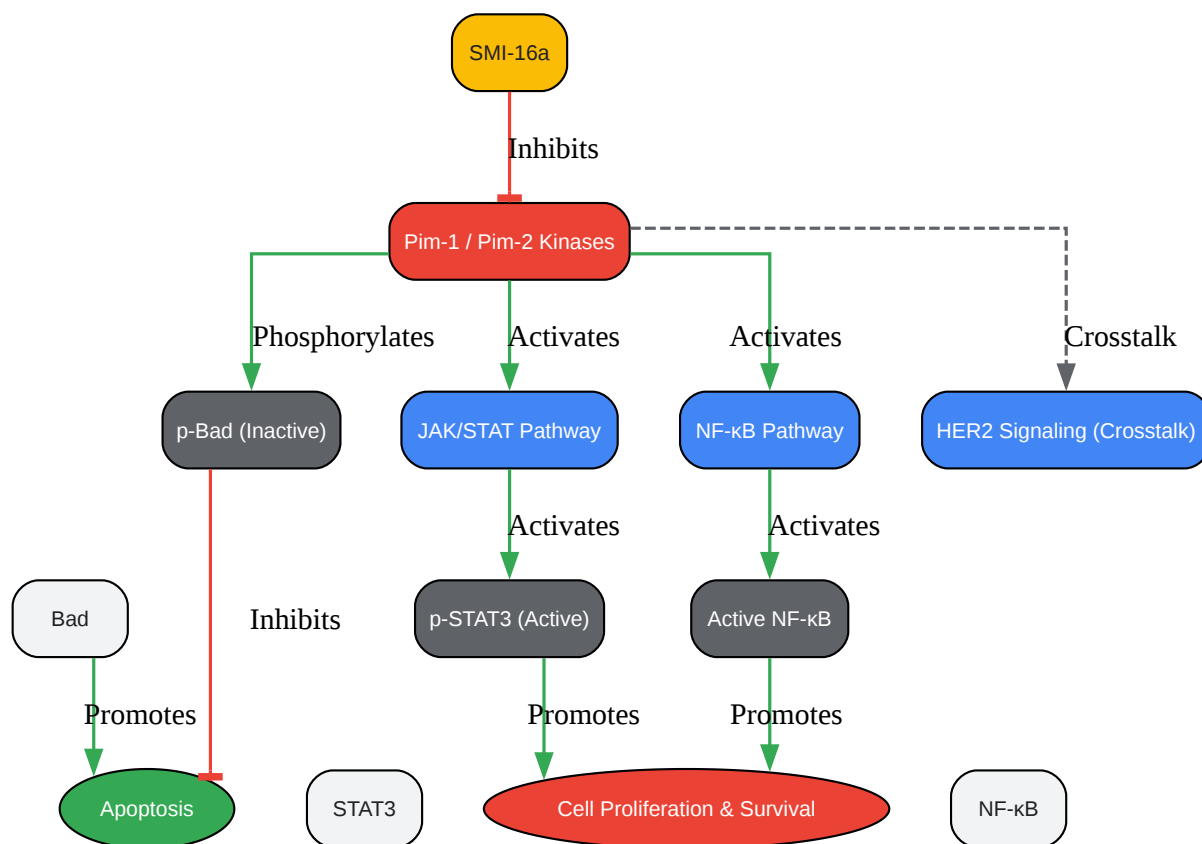 SMI-16a
Inhibits
Pim-1 / Pim-2 Kinases
Phosphorylates
Activates
Activates
Crosstalk
p-Bad (Inactive)
JAK/STAT Pathway
NF-κB Pathway
HER2 Signaling (Crosstalk)
Activates
Activates
Bad
Inhibits
p-STAT3 (Active)
Active NF-κB
Promotes
Promotes
Promotes
Apoptosis
STAT3
Cell Proliferation & Survival
NF-κB